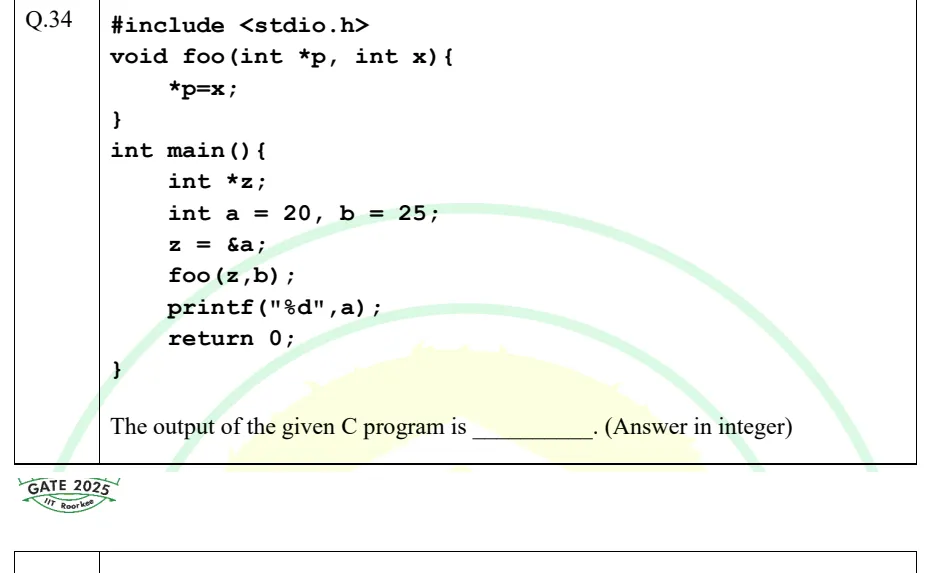 Q.34
#include <stdio.h>
void foo(int *p, int x){
    *p=x;
}
int main(){
    int *z;
    int a = 20, b = 25;
    z = &a;
    foo(z,b);
    printf("%d",a);
    return 0;
}
The output of the given C program is __________. (Answer in integer)
GATE 2025
IIT Roorkee